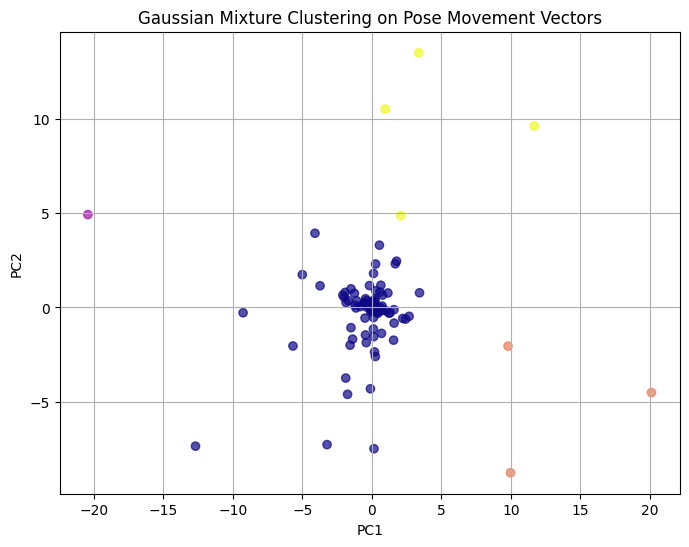 Gaussian Mixture Clustering on Pose Movement Vectors
10
5
0
−5
PC2
−20 −15 −10 −5 0 5 10 15 20
PC1